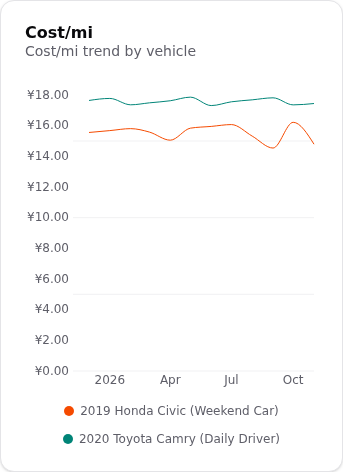 Cost/mi
Cost/mi trend by vehicle
¥18.00
¥16.00
¥14.00
¥12.00
¥10.00
¥8.00
¥6.00
¥4.00
¥2.00
¥0.00
2026 Apr Jul Oct
2019 Honda Civic (Weekend Car)
2020 Toyota Camry (Daily Driver)